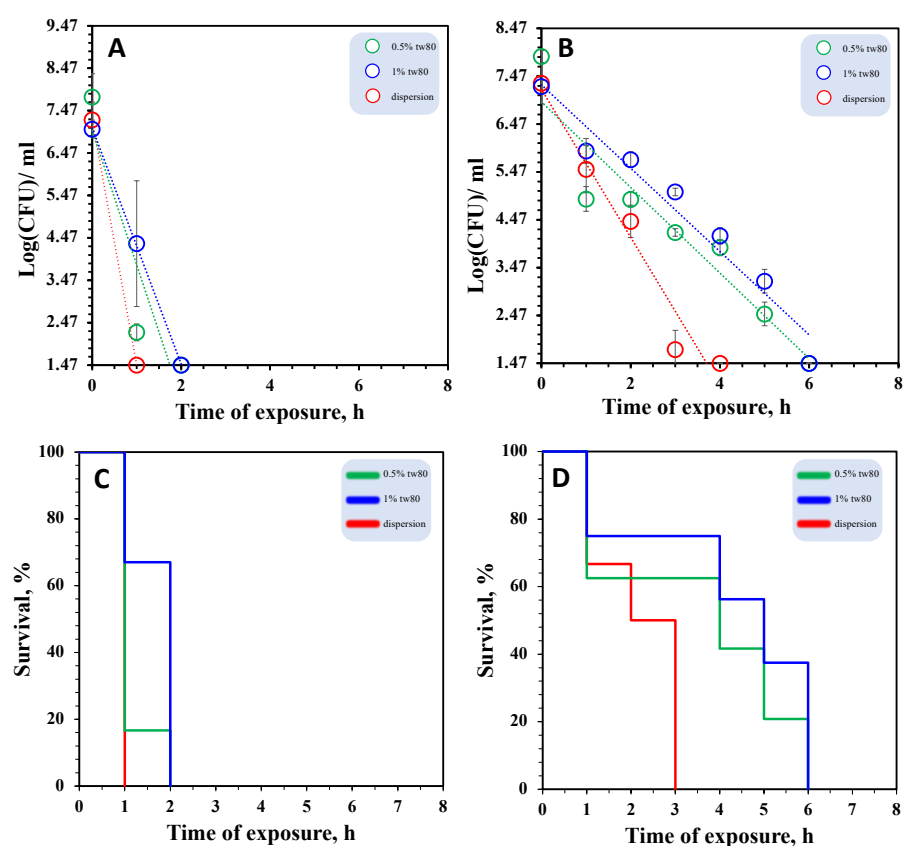 A
0.5% tw80
1% tw80
dispersion
Log(CFU)/ ml
9.47
8.47
7.47
6.47
5.47
4.47
3.47
2.47
1.47
0
2
4
6
8
Time of exposure, h
B
0.5% tw80
1% tw80
dispersion
Log(CFU)/ ml
8.47
7.47
6.47
5.47
4.47
3.47
2.47
1.47
0
1
2
3
4
5
6
7
8
Time of exposure, h
C
0.5% tw80
1% tw80
dispersion
Survival, %
100
80
60
40
20
0
0
1
2
3
4
5
6
7
8
Time of exposure, h
D
0.5% tw80
1% tw80
dispersion
Survival, %
100
80
60
40
20
0
0
1
2
3
4
5
6
7
8
Time of exposure, h